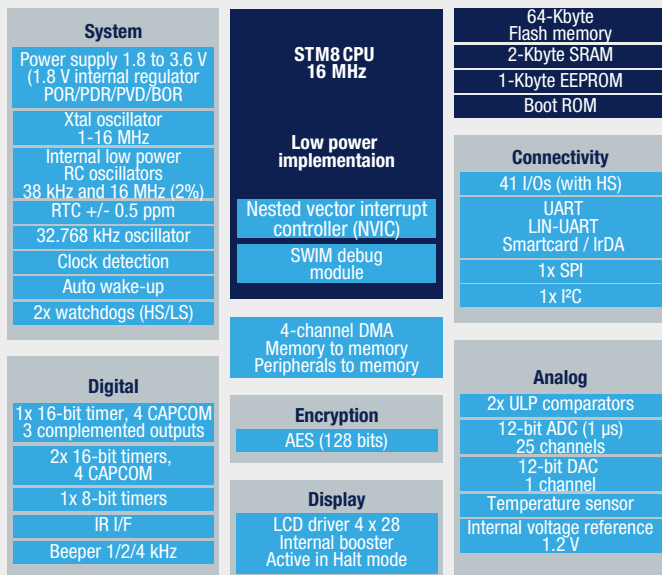 System
Power supply 1.8 to 3.6 V
(1.8 V internal regulator
POR/PDR/PVD/BOR
Xtal oscillator
1-16 MHz
Internal low power
RC oscillators
38 kHz and 16 MHz (2%)
RTC +/- 0.5 ppm
32.768 kHz oscillator
Clock detection
Auto wake-up
2x watchdogs (HS/LS)
Digital
1x 16-bit timer, 4 CAPCOM
3 complemented outputs
2x 16-bit timers,
4 CAPCOM
1x 8-bit timers
IR I/F
Beeper 1/2/4 kHz
STM8 CPU
16 MHz
Low power
implementaion
Nested vector interrupt
controller (NVIC)
SWIM debug
module
4-channel DMA
Memory to memory
Peripherals to memory
Encryption
AES (128 bits)
Display
LCD driver 4 x 28
Internal booster
Active in Halt mode
64-Kbyte
Flash memory
2-Kbyte SRAM
1-Kbyte EEPROM
Boot ROM
Connectivity
41 I/Os (with HS)
UART
LIN-UART
Smartcard / IrDA
1x SPI
1x I²C
Analog
2x ULP comparators
12-bit ADC (1 µs)
25 channels
12-bit DAC
1 channel
Temperature sensor
Internal voltage reference
1.2 V